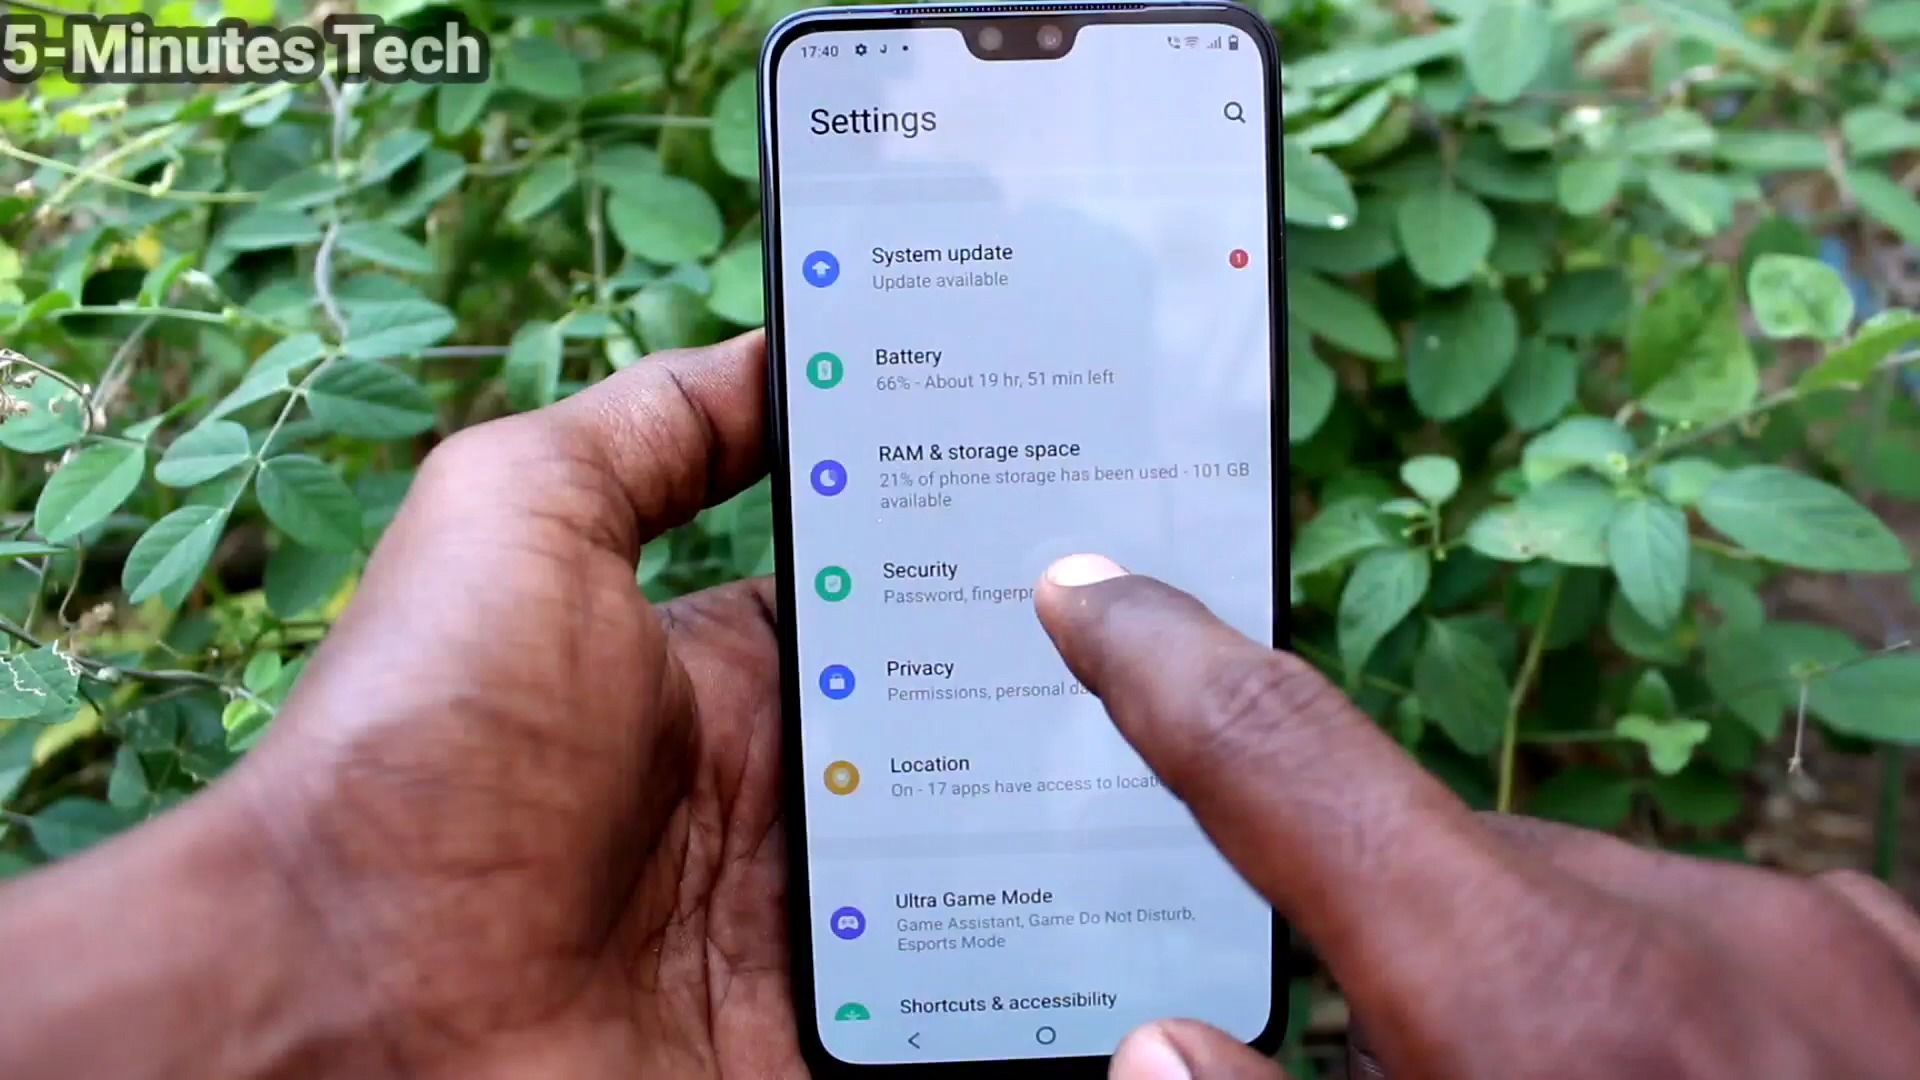 5-Minutes Tech
17:40
Settings
System update
Update available
1
Battery
66% - About 19 hr, 51 min left
RAM & storage space
21% of phone storage has been used - 101 GB
available
Security
Password,
Privacy
Permissions, personal
Location
On - 17 apps have access to
Ultra Game Mode
Game Assistant, Game Do Not Disturb,
Esports Mode
Shortcuts & accessibility